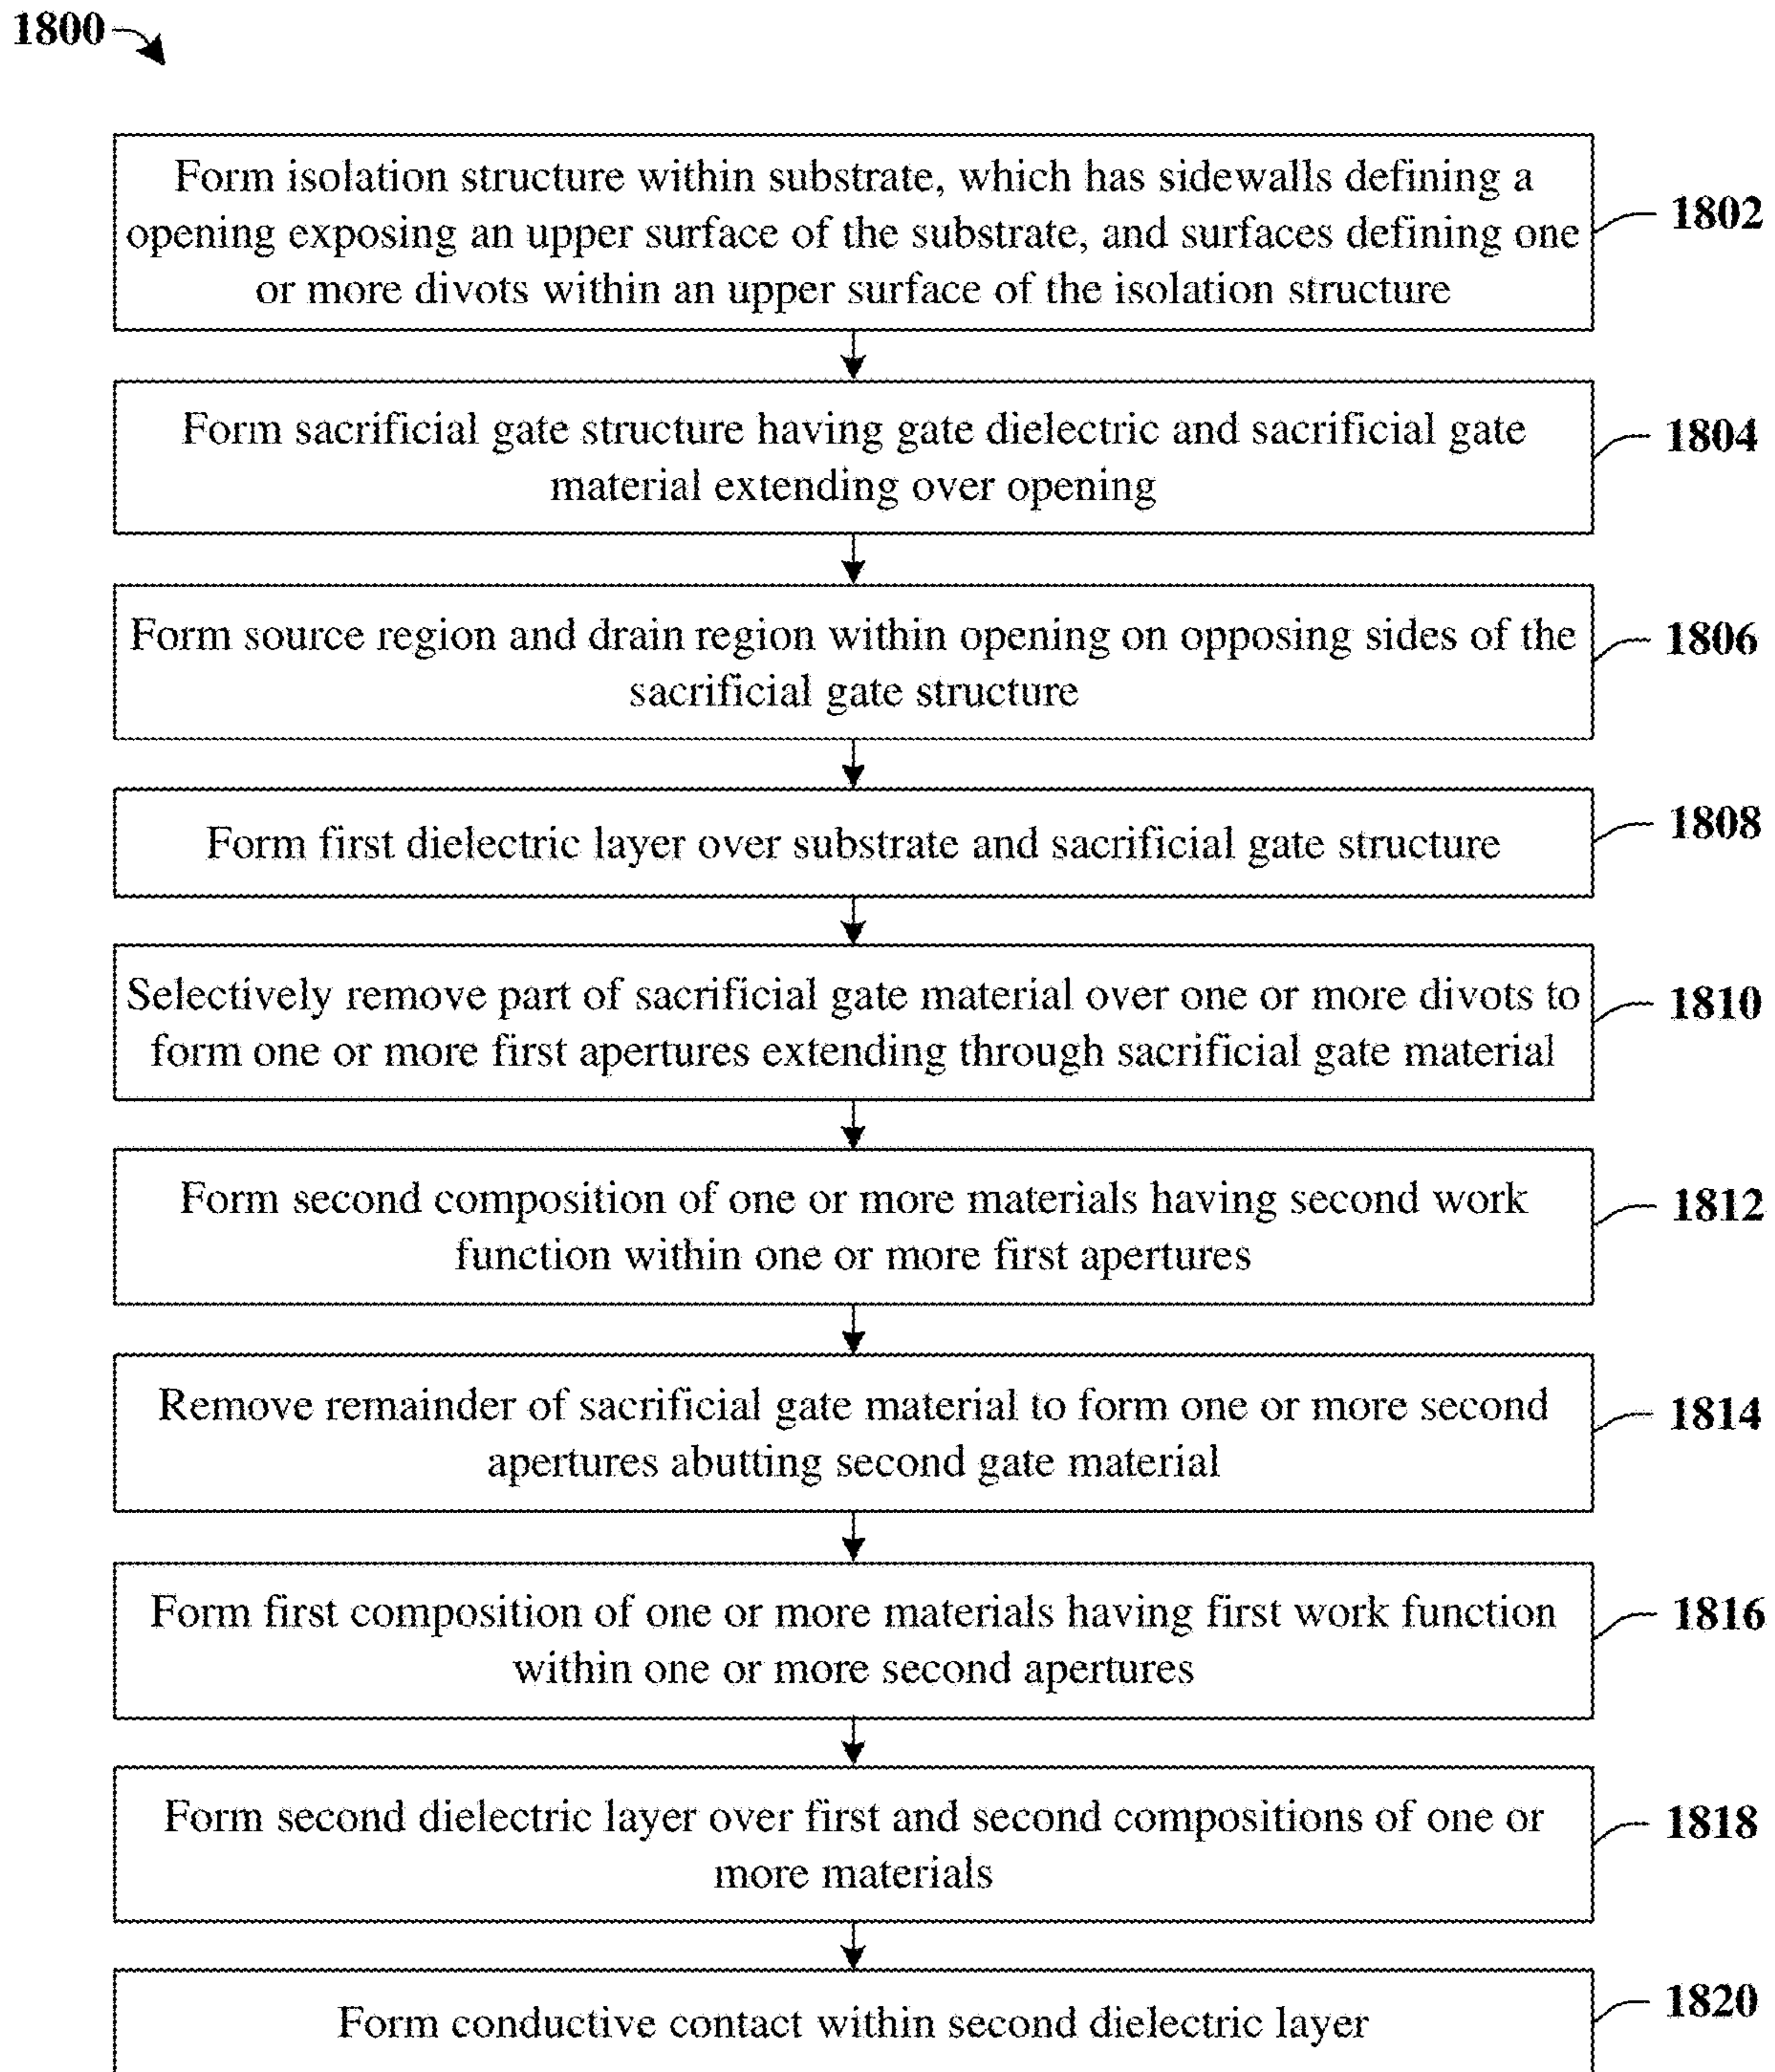 1800
Form isolation structure within substrate, which has sidewalls defining a
opening exposing an upper surface of the substrate, and surfaces defining one
or more divots within an upper surface of the isolation structure
1802
Form sacrificial gate structure having gate dielectric and sacrificial gate
material extending over opening
1804
Form source region and drain region within opening on opposing sides of the
sacrificial gate structure
1806
Form first dielectric layer over substrate and sacrificial gate structure
1808
Selectively remove part of sacrificial gate material over one or more divots to
form one or more first apertures extending through sacrificial gate material
1810
Form second composition of one or more materials having second work
function within one or more first apertures
1812
Remove remainder of sacrificial gate material to form one or more second
apertures abutting second gate material
1814
Form first composition of one or more materials having first work function
within one or more second apertures
1816
Form second dielectric layer over first and second compositions of one or
more materials
1818
Form conductive contact within second dielectric layer
1820